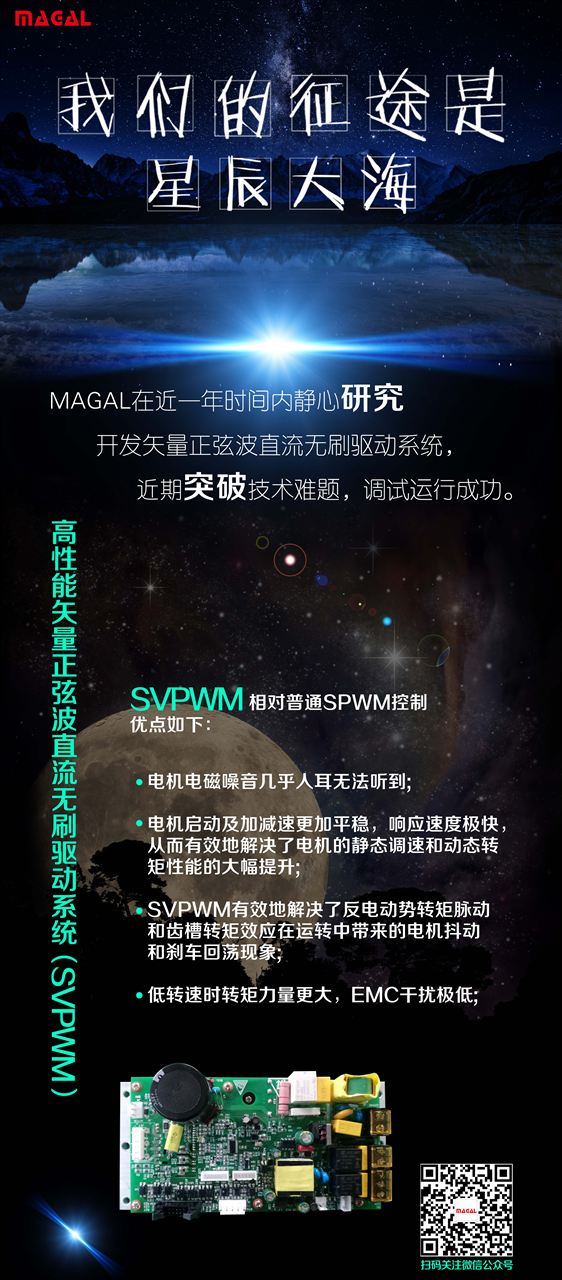 MAGAL
我们的征途是
星辰大海
MAGAL在近一年时间内静心研究
开发矢量正弦波直流无刷驱动系统，
近期突破技术难题，调试运行成功。
高性能矢量正弦波直流无刷驱动系统（SVPWM）
SVPWM 相对普通SPWM控制
优点如下：
•电机电磁噪音几乎人耳无法听到;
•电机启动及加减速更加平稳，响应速度极快，
从而有效地解决了电机的静态调速和动态转
矩性能的大幅提升;
•SVPWM有效地解决了反电动势转矩脉动
和齿槽转矩效应在运转中带来的电机抖动
和刹车回荡现象;
•低转速时转矩力量更大，EMC干扰极低;
MAGAL
扫码关注微信公众号